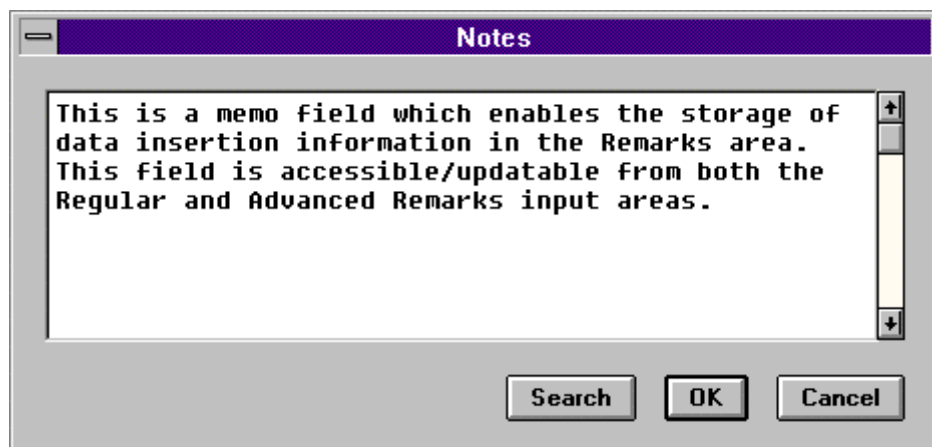 Notes
This is a memo field which enables the storage of
data insertion information in the Remarks area.
This field is accessible/updatable from both the
Regular and Advanced Remarks input areas.
Search OK Cancel